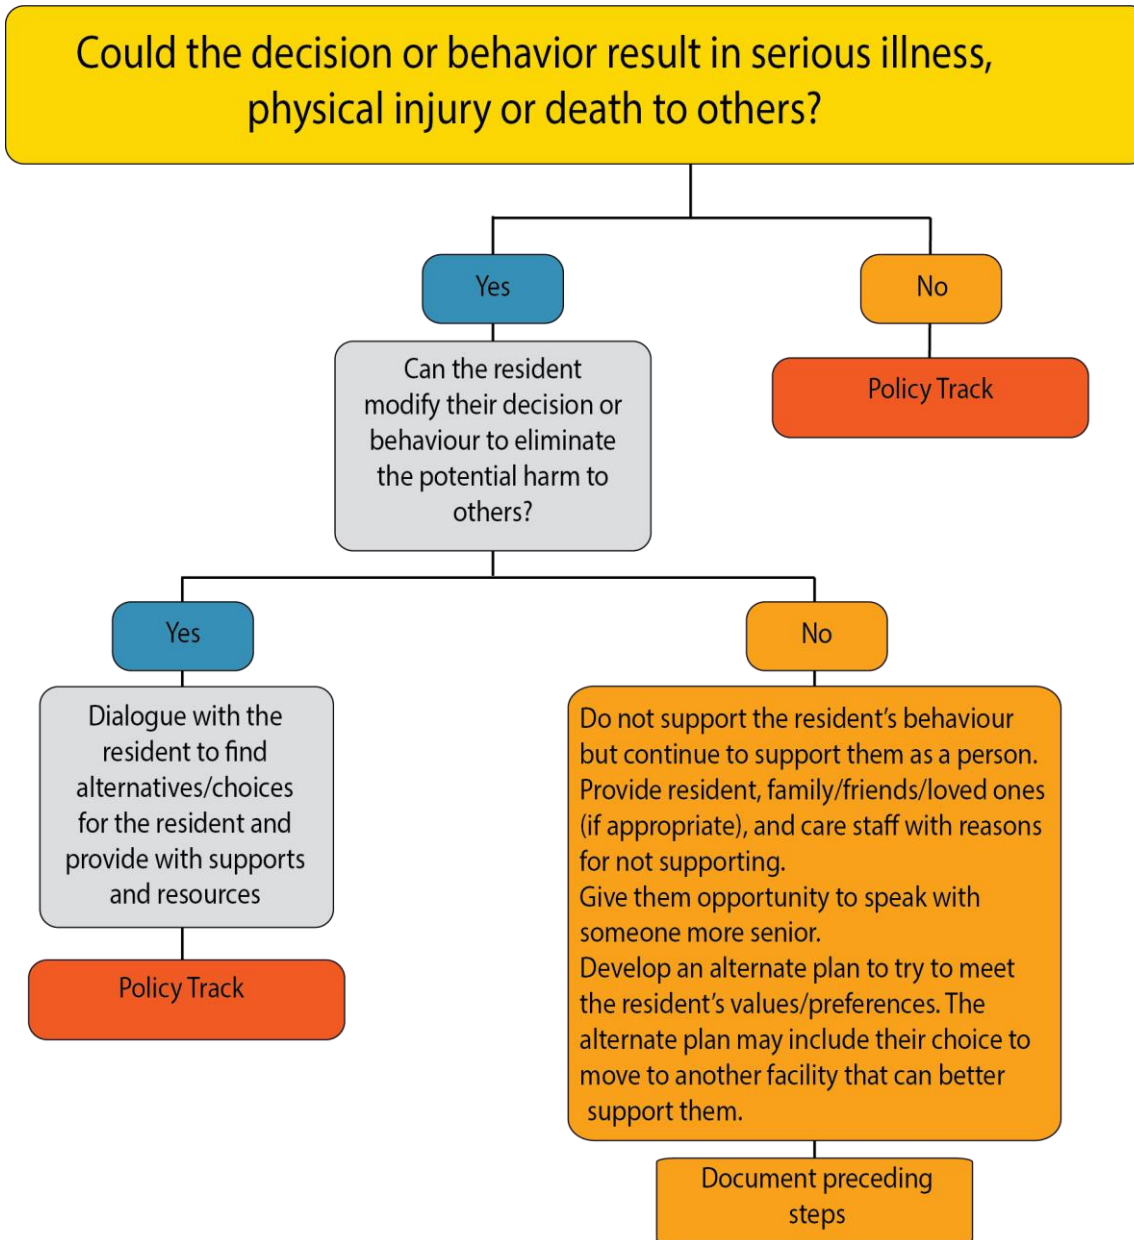 Could the decision or behavior result in serious illness,
physical injury or death to others?
Yes
No
Can the resident
modify their decision or
behaviour to eliminate
the potential harm to
others?
Policy Track
Yes
No
Dialogue with the
resident to find
alternatives/choices
for the resident and
provide with supports
and resources
Policy Track
Do not support the resident’s behaviour
but continue to support them as a person.
Provide resident, family/friends/loved ones
(if appropriate), and care staff with reasons
for not supporting.
Give them opportunity to speak with
someone more senior.
Develop an alternate plan to try to meet
the resident’s values/preferences. The
alternate plan may include their choice to
move to another facility that can better
support them.
Document preceding
steps